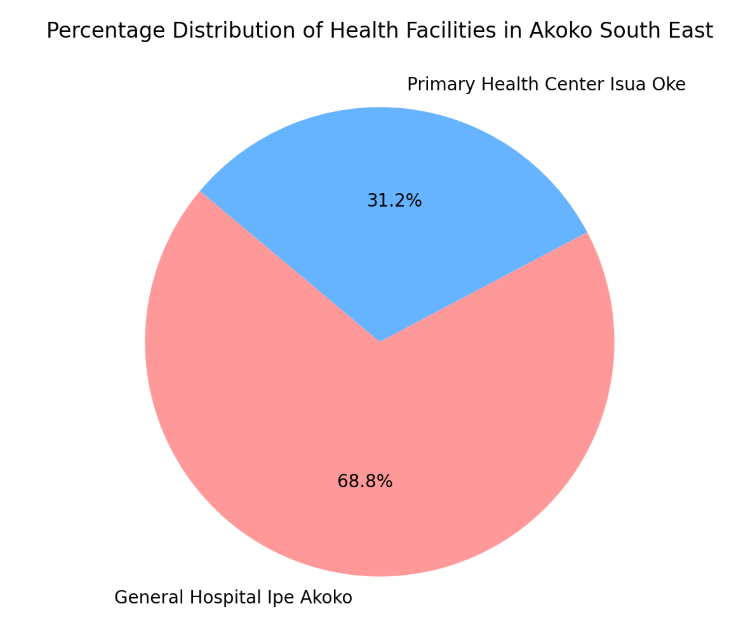 Percentage Distribution of Health Facilities in Akoko South East
Primary Health Center Isua Oke
31.2%
68.8%
General Hospital Ipe Akoko